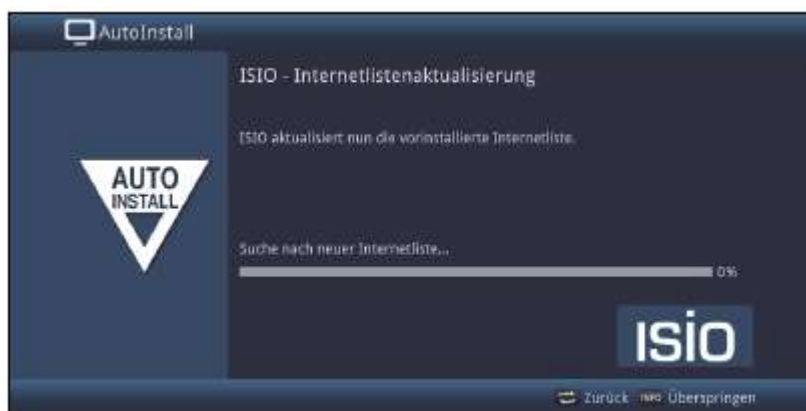 AutoInstall
ISIO - Internetlistenaktualisierung
ISIO aktualisiert nun die vorinstallierte Internetliste.
AUTO
INSTALL
Suche nach neuer Internetliste...
0%
ISIO
Zurück INFO Überspringen